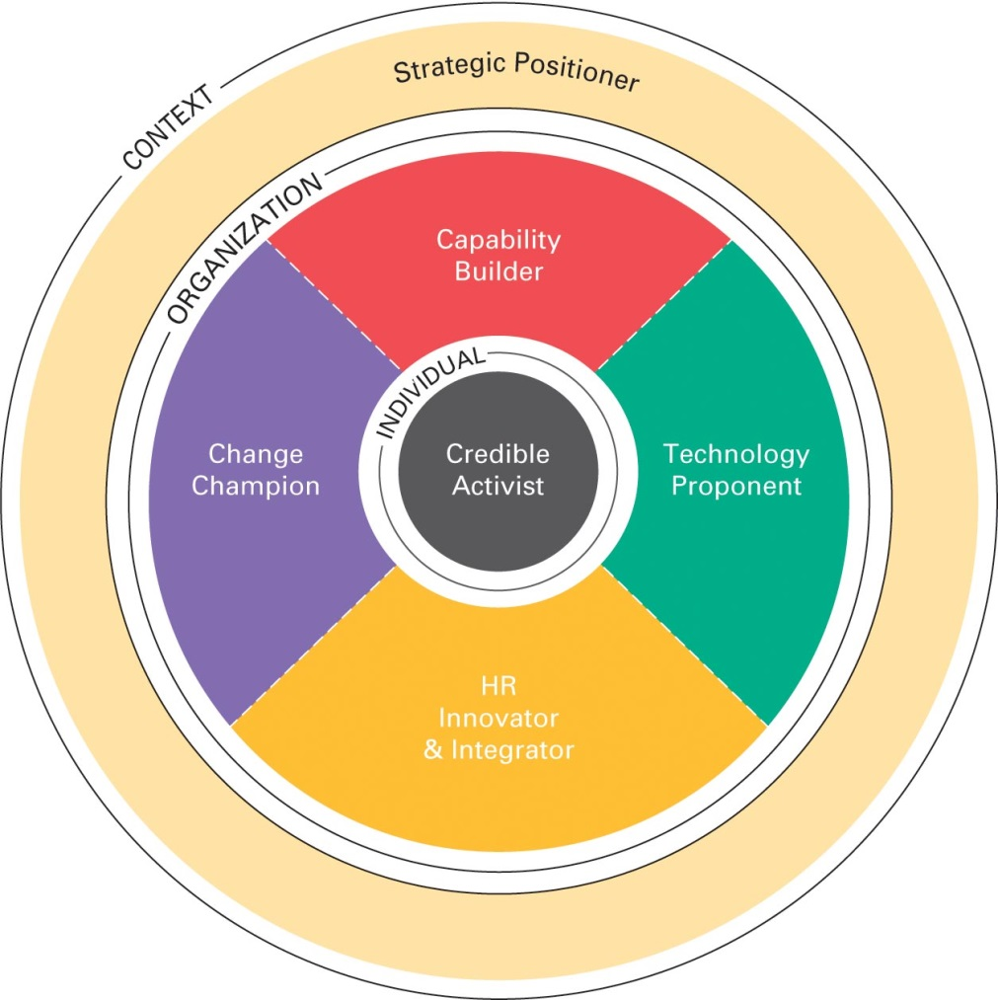 Strategic Positioner
CONTEXT
ORGANIZATION
Capability
Builder
INDIVIDUAL
Change
Champion
Credible
Activist
Technology
Proponent
HR
Innovator
& Integrator